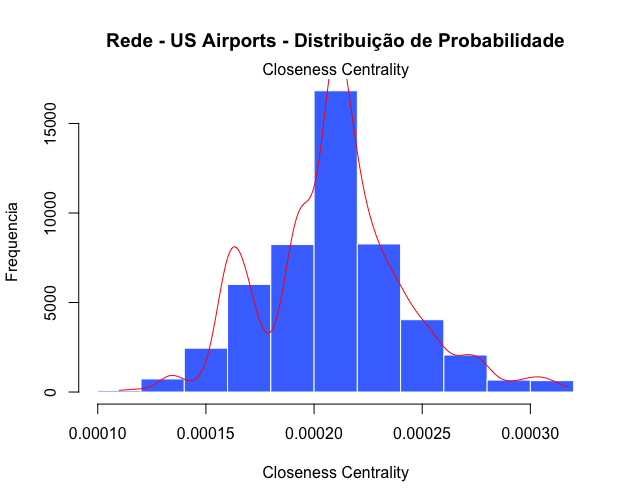 Rede - US Airports - Distribuição de Probabilidade
Closeness Centrality
Frequencia
15000
10000
5000
0
0.00010 0.00015 0.00020 0.00025 0.00030
Closeness Centrality